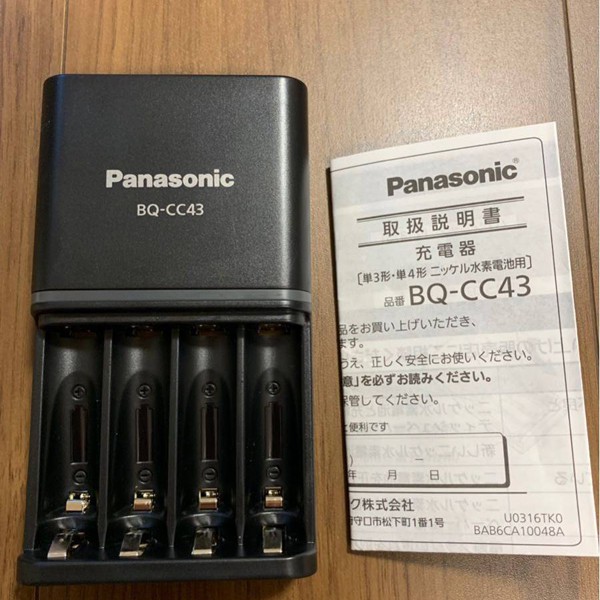 Panasonic
BQ-CC43
Panasonic®
取扱説明書
充電器
[単3形・単4形 ニッケル水素電池用]
品番 BQ-CC43
品をお買い上げいただき、
ます。
うえ、正しく安全にお使いください。
意」を必ずお読みください。
保管してください。
と便利です
年 月 日
ク株式会社
守口市松下町1番1号
U0316TK0
BAB6CA10048A